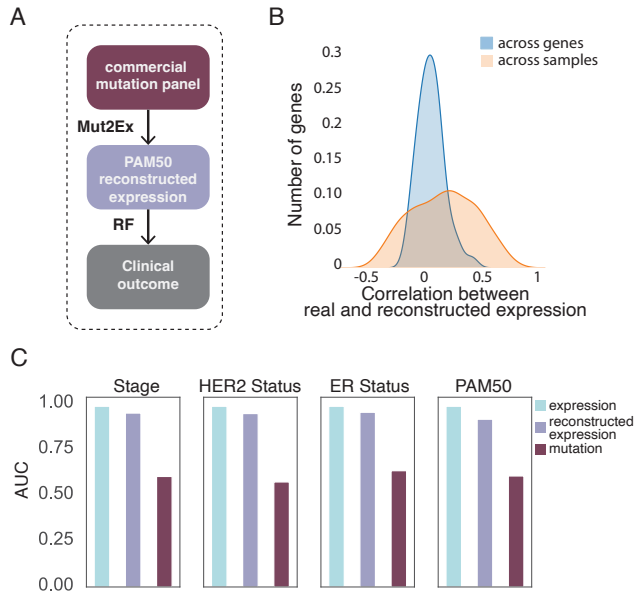 A
commercial
mutation panel
Mut2Ex
PAM50
reconstructed
expression
RF
Clinical
outcome
B
across genes
across samples
Number of genes
0.3
0.25
0.20
0.15
0.10
0.05
0
-0.5
0
0.5
1
Correlation between
real and reconstructed expression
C
Stage
HER2 Status
ER Status
PAM50
AUC
1.00
0.75
0.50
0.25
0.00
expression
reconstructed
expression
mutation